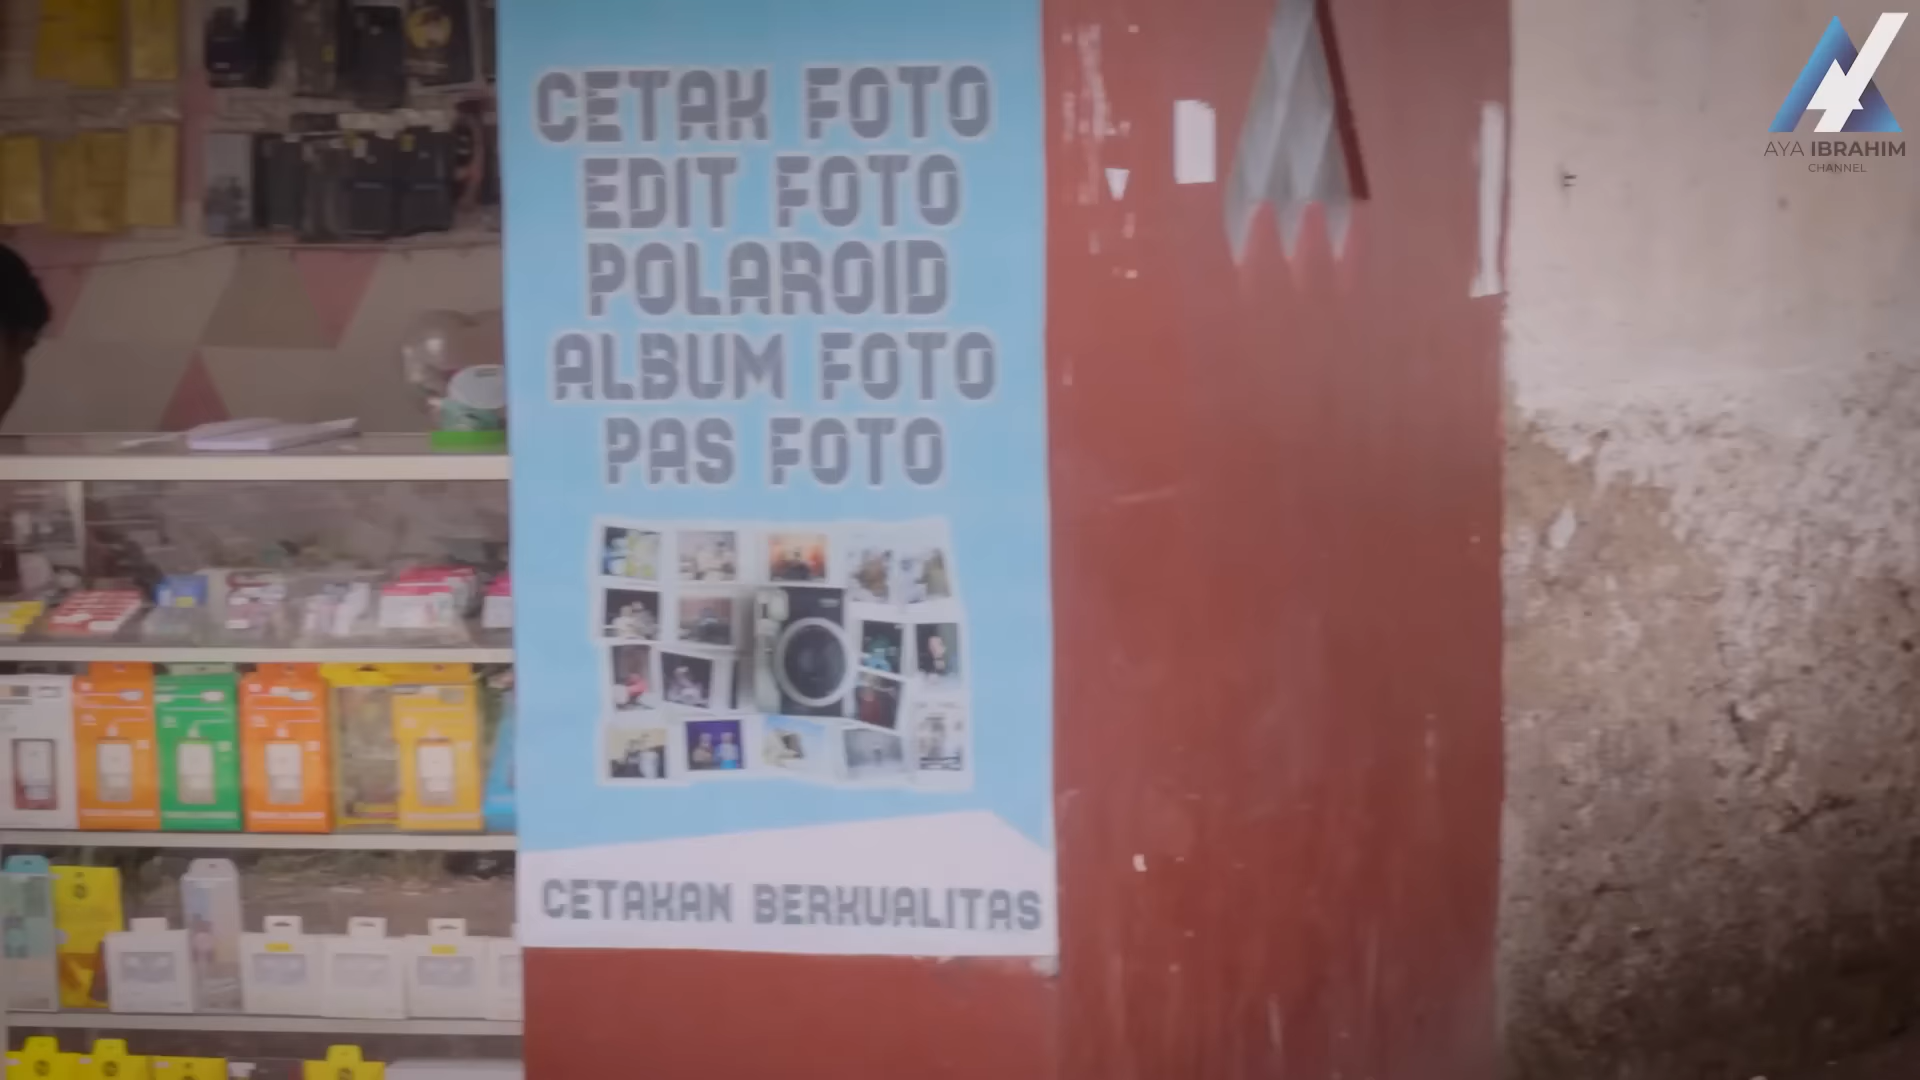 CETAK FOTO
EDIT FOTO
POLAROID
ALBUM FOTO
PAS FOTO
CETAKAN BERKUALITAS
AYA IBRAHIM
CHANNEL